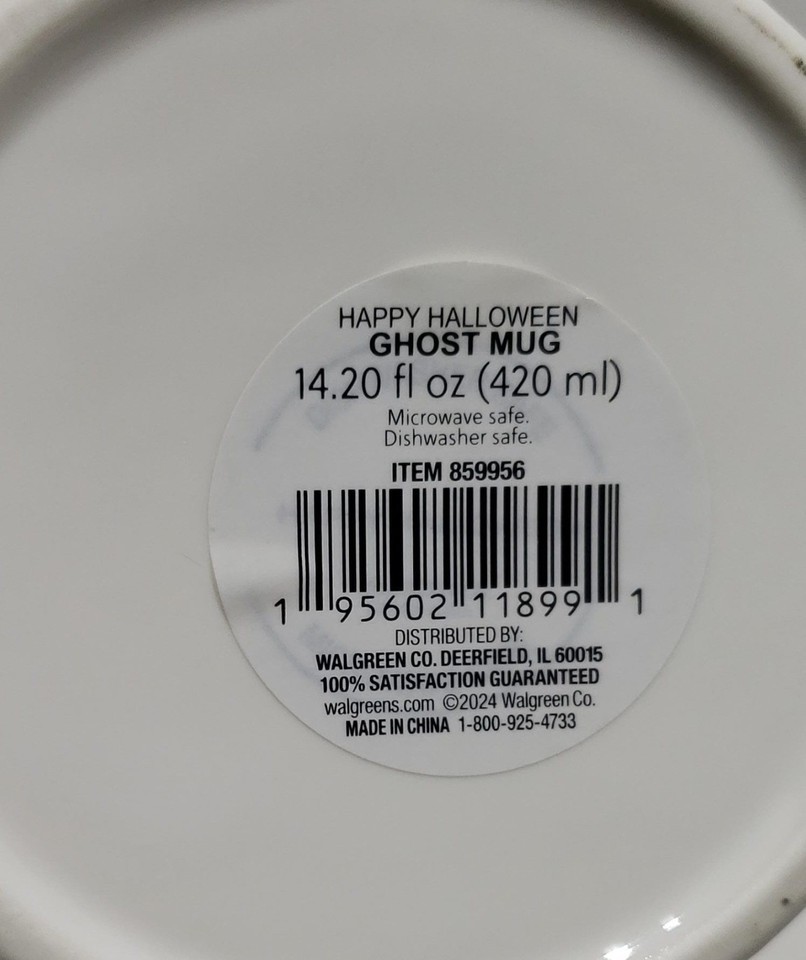 HAPPY HALLOWEEN
GHOST MUG
14.20 fl oz (420 ml)
Microwave safe.
Dishwasher safe.
ITEM 859956
1 95602 11899 1
DISTRIBUTED BY:
WALGREEN CO. DEERFIELD, IL 60015
100% SATISFACTION GUARANTEED
walgreens.com ©2024 Walgreen Co.
MADE IN CHINA 1-800-925-4733